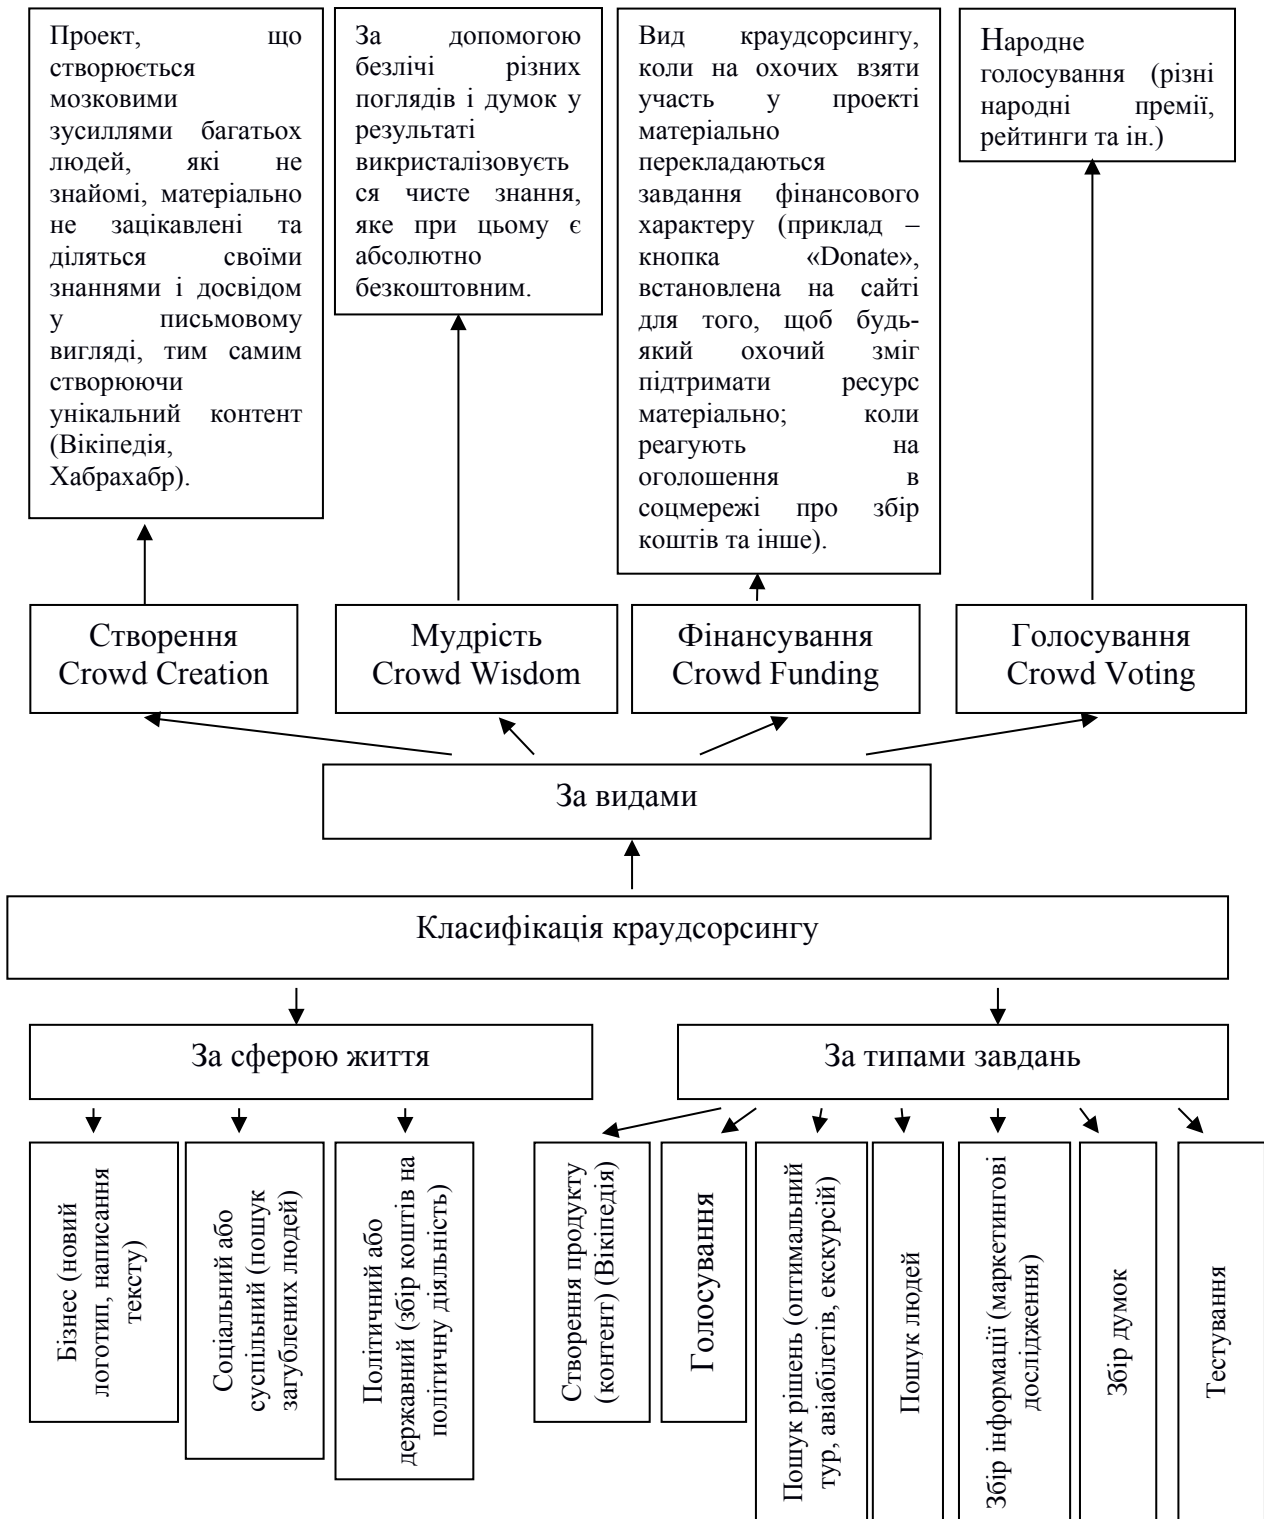 Проект, що
створюється
мозковими
зусиллями багатьох
людей, які не
знайомі, матеріально
не зацікавлені та
діляться своїми
знаннями і досвідом
у письмовому
вигляді, тим самим
створюючи
унікальний контент
(Вікіпедія,
Хабрахабр).
За допомогою
безлічі різних
поглядів і думок у
результаті
викристалізовуєть
ся чисте знання,
яке при цьому є
абсолютно
безкоштовним.
Вид краудсорсингу,
коли на охочих взяти
участь у проекті
матеріально
перекладаються
завдання фінансового
характеру (приклад –
кнопка «Donate»,
встановлена на сайті
для того, щоб будь-
який охочий зміг
підтримати ресурс
матеріально; коли
реагують на
оголошення в
соцмережі про збір
коштів та інше).
Народне
голосування (різні
народні премії,
рейтинги та ін.)
Створення
Crowd Creation
Мудрість
Crowd Wisdom
Фінансування
Crowd Funding
Голосування
Crowd Voting
За видами
Класифікація краудсорсингу
За сферою життя
За типами завдань
Бізнес (новий
логотип, написання
тексту)
Соціальний або
суспільний (пошук
загублених людей)
Політичний або
державний (збір коштів на
політичну діяльність)
Створення продукту
(контент) (Вікіпедія)
Голосування
Пошук рішень (оптимальний
тур, авіабілетів, екскурсій)
Пошук людей
Збір інформації (маркетингові
дослідження)
Збір думок
Тестування